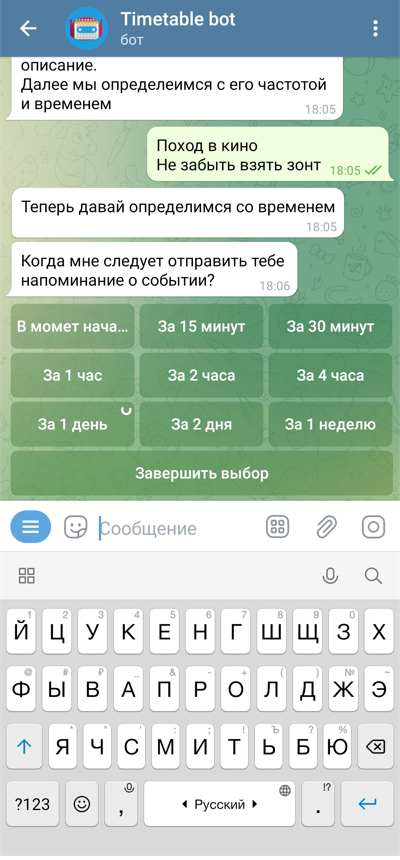 Timetable bot
бот
описание.
Далее мы определеимся с его частотой
и временем
18:05
Поход в кино
Не забыть взять зонт
18:05
Теперь давай определимся со временем
18:05
Когда мне следует отправить тебе
напоминание о событии?
18:06
В момет нача... За 15 минут За 30 минут
За 1 час За 2 часа За 4 часа
За 1 день За 2 дня За 1 неделю
Завершить выбор
Сообщение
1 2 3 4 5 6 7 8 9 0
Й Ц У К Е Н Г Ш Щ З Х
@ # ₽ _ & - + ( ) № ~
Ф Ы В А П Р О Л Д Ж Э
* " ' : ; ! Ъ ? %
Я Ч С М И Т Ь Б Ю
!?
?123 , Русский .